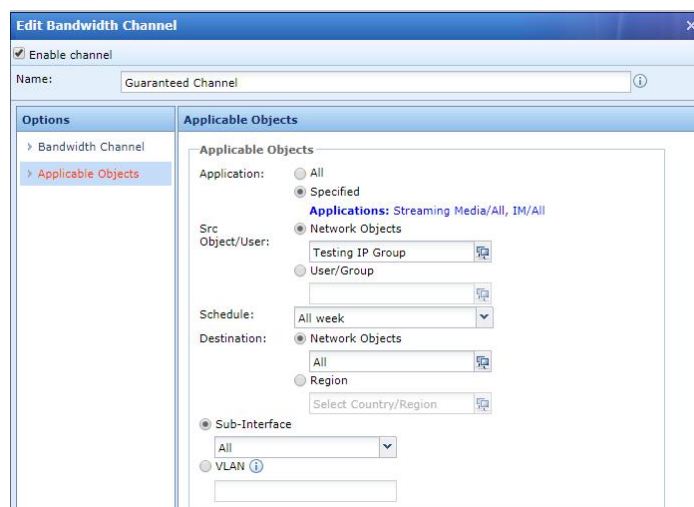 Edit Bandwidth Channel
Enable channel
Name: Guaranteed Channel
Options
Bandwidth Channel
Applicable Objects
Applicable Objects
Applicable Objects
Application: All
Specified
Applications: Streaming Media/All, IM/All
Src Object/User: Network Objects
Testing IP Group
User/Group
Schedule: All week
Destination: Network Objects
All
Region
Select Country/Region
Sub-Interface
All
VLAN